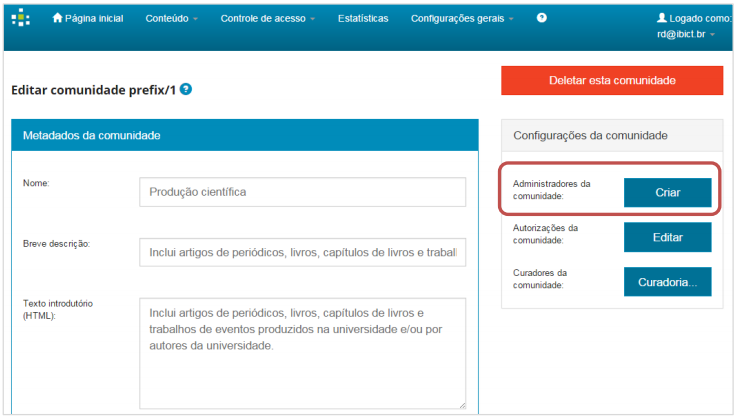 Página inicial Conteúdo Controle de acesso Estatísticas Configurações gerais ? Logado como:
rd@ibict.br
Editar comunidade prefix/1 ?
Deletar esta comunidade
Metadados da comunidade
Nome:
Produção científica
Breve descrição:
Inclui artigos de periódicos, livros, capítulos de livros e trabal
Texto introdutório
(HTML):
Inclui artigos de periódicos, livros, capítulos de livros e
trabalhos de eventos produzidos na universidade e/ou por
autores da universidade.
Configurações da comunidade
Administradores da
comunidade:
Criar
Autorizações da
comunidade:
Editar
Curadores da
comunidade:
Curadoria...